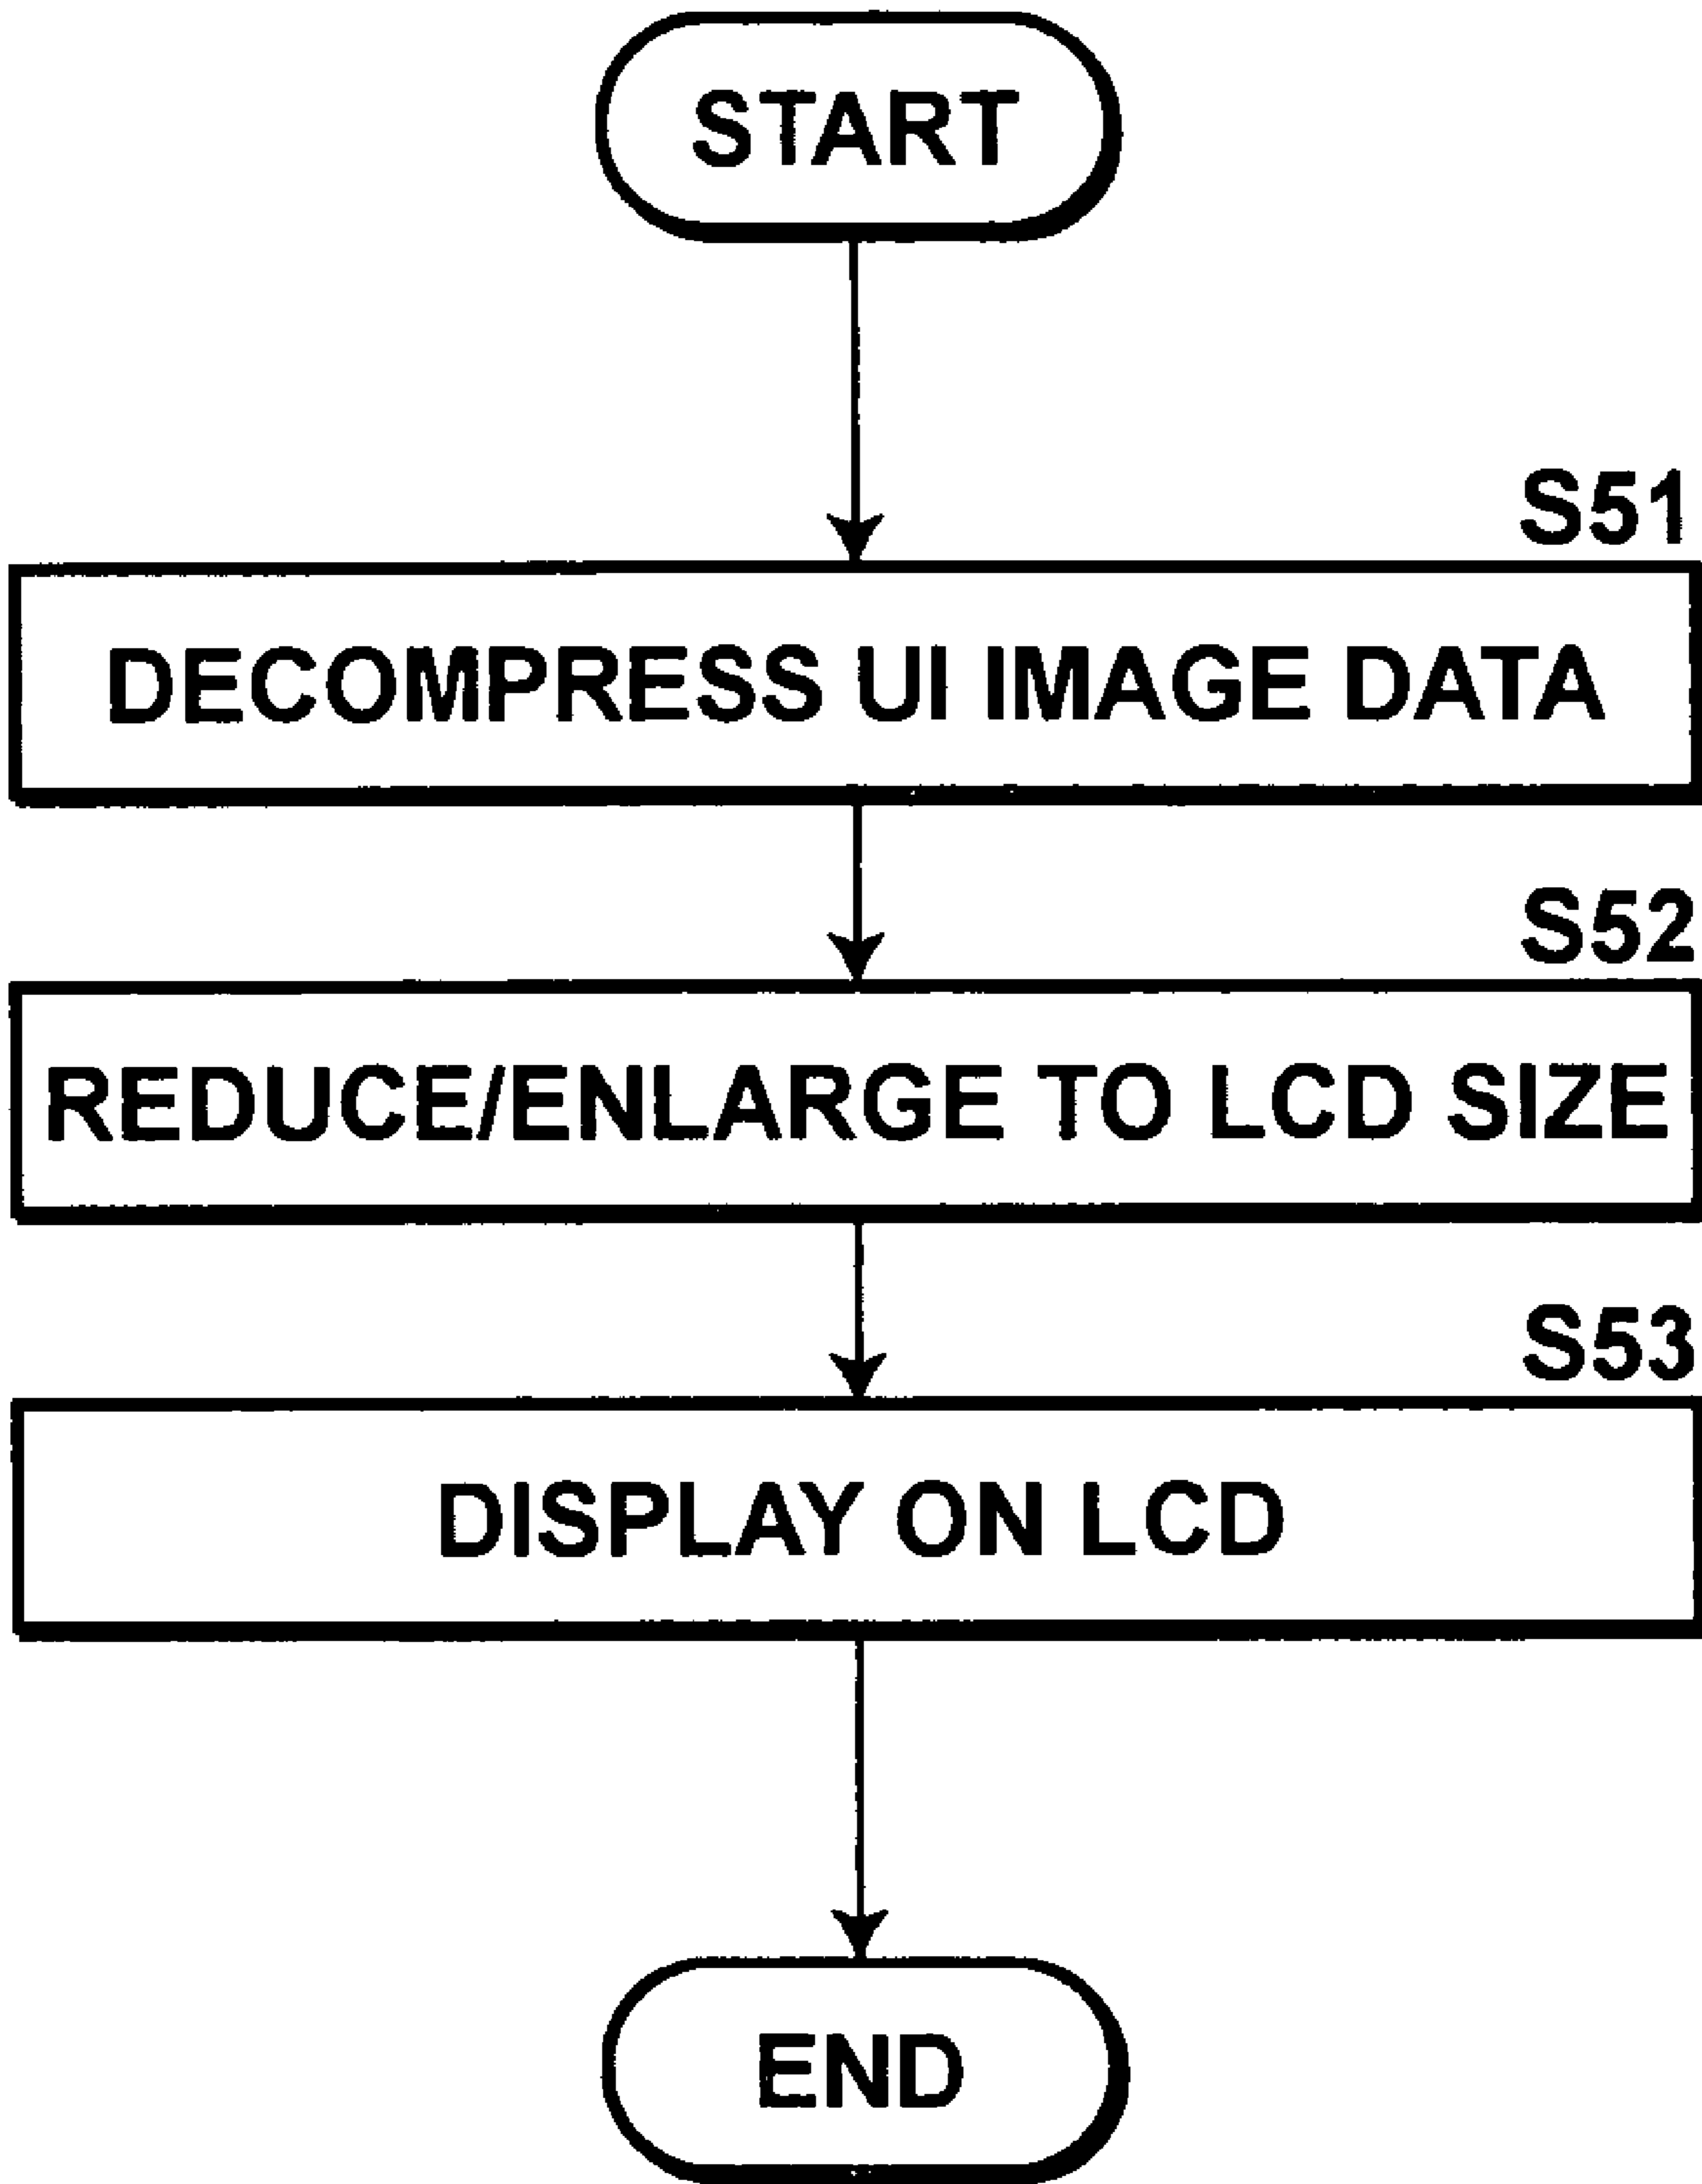 START
S51
DECOMPRESS UI IMAGE DATA
S52
REDUCE/ENLARGE TO LCD SIZE
S53
DISPLAY ON LCD
END